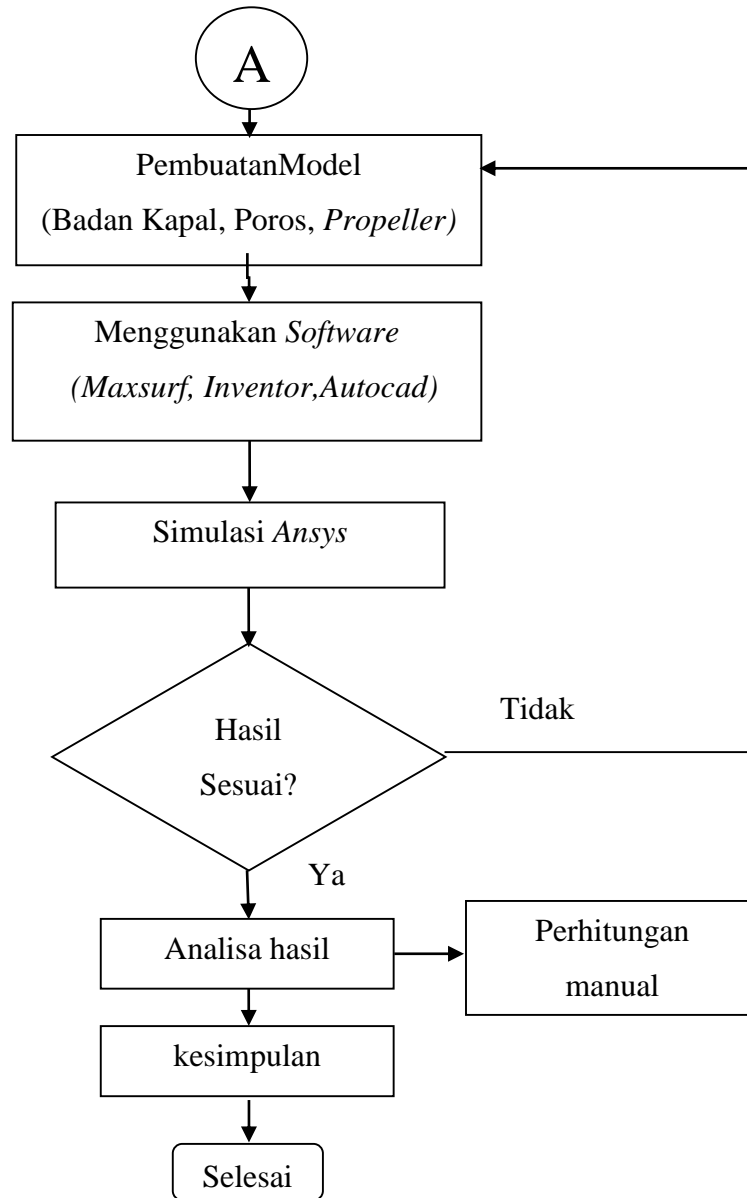 A
PembuatanModel
(Badan Kapal, Poros, Propeller)
Menggunakan Software
(Maxsurf, Inventor,Autocad)
Simulasi Ansys
Hasil
Sesuai?
Tidak
Ya
Analisa hasil
Perhitungan
manual
kesimpulan
Selesai